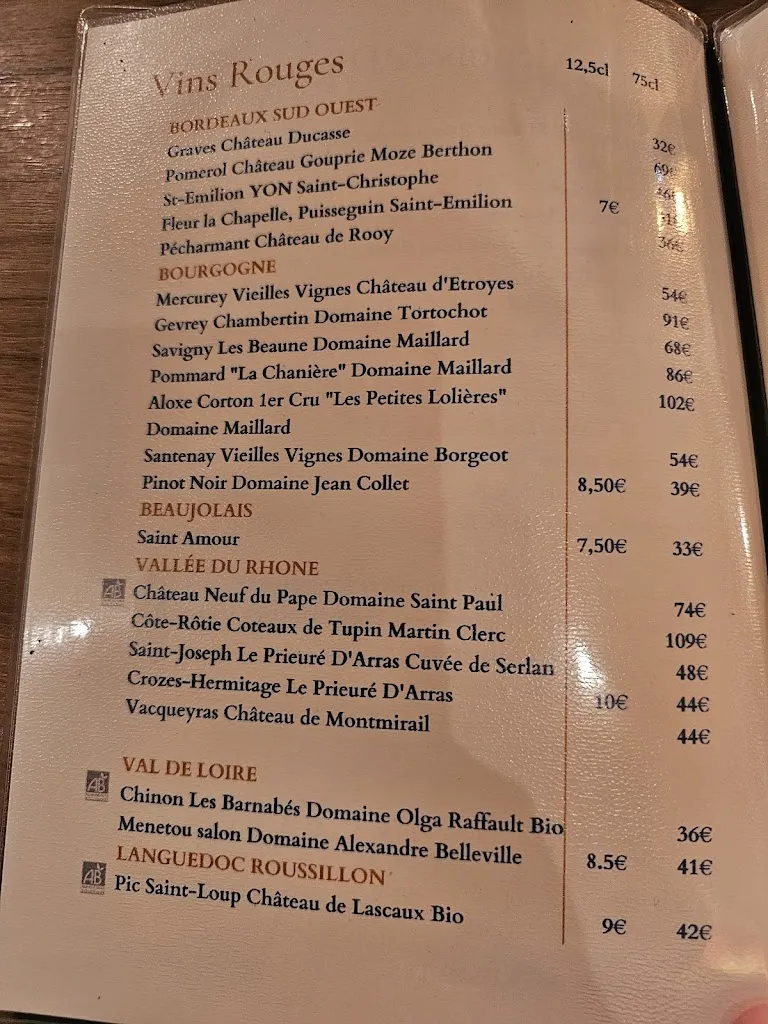 Vins Rouges 12,5cl 75cl
BORDEAUX SUD OUEST
Graves Château Ducasse 32€
Pomerol Château Gouprie Moze Berthon 69€
St-Emilion YON Saint-Christophe
Fleur la Chapelle, Puisseguin Saint-Emilion 7€
Pécharmant Château de Rooy 36€
BOURGOGNE
Mercurey Vieilles Vignes Château d'Etroyes 54€
Gevrey Chambertin Domaine Tortochot 91€
Savigny Les Beaune Domaine Maillard 68€
Pommard "La Chanière" Domaine Maillard 86€
Aloxe Corton 1er Cru "Les Petites Lolières" 102€
Domaine Maillard
Santenay Vieilles Vignes Domaine Borgeot 54€
Pinot Noir Domaine Jean Collet 8,50€ 39€
BEAUJOLAIS
Saint Amour 7,50€ 33€
VALLÉE DU RHONE
AB Château Neuf du Pape Domaine Saint Paul 74€
Côte-Rôtie Coteaux de Tupin Martin Clerc 109€
Saint-Joseph Le Prieuré D'Arras Cuvée de Serlan 48€
Crozes-Hermitage Le Prieuré D'Arras 10€ 44€
Vacqueyras Château de Montmirail 44€
VAL DE LOIRE
AB Chinon Les Barnabés Domaine Olga Raffault Bio 36€
Menetou salon Domaine Alexandre Belleville 8.5€ 41€
LANGUEDOC ROUSSILLON
AB Pic Saint-Loup Château de Lascaux Bio 9€ 42€